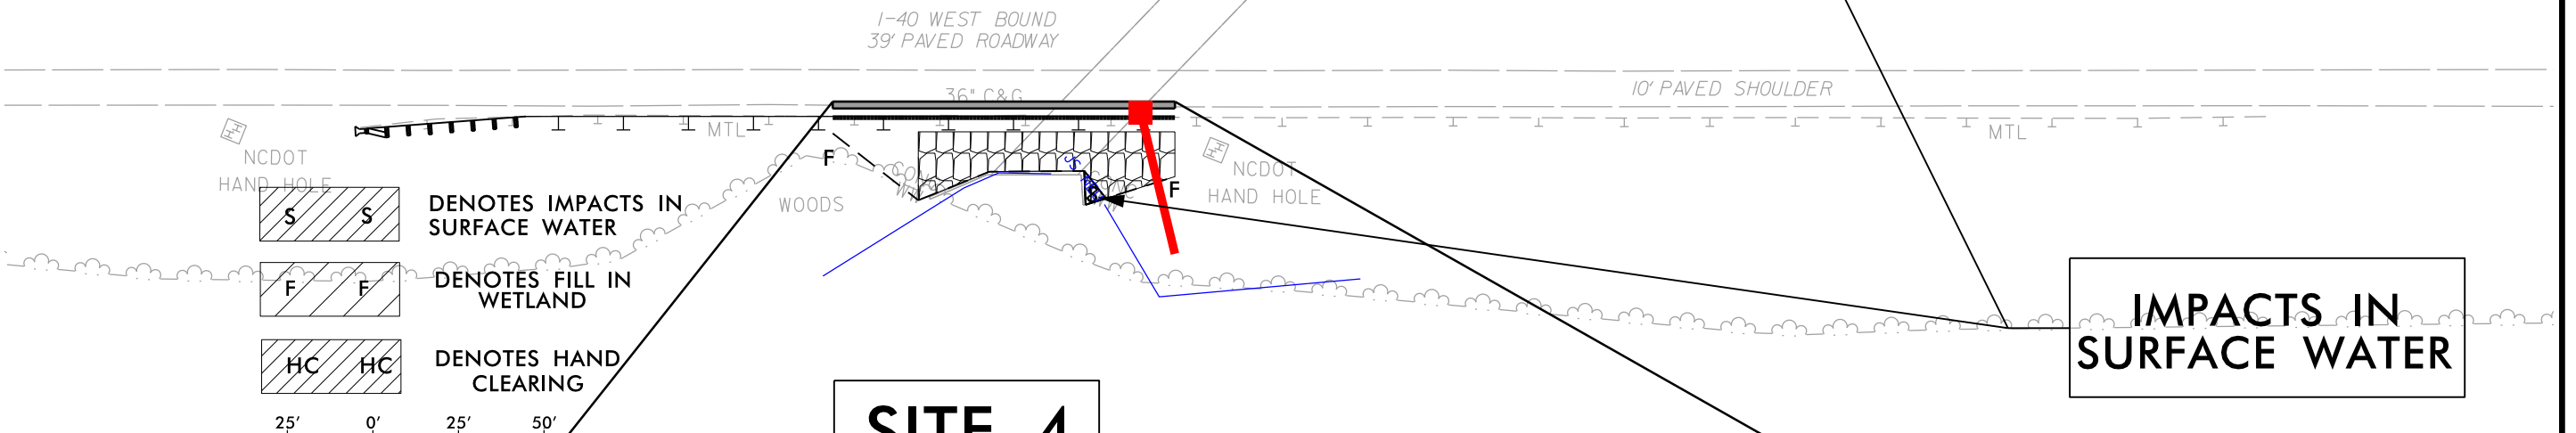 I-40 WEST BOUND
39' PAVED ROADWAY
10' PAVED SHOULDER
36" C&G
MTL
MTL
NCDOT
HAND HOLE
F
WOODS
F
NCDOT
HAND HOLE
S S
DENOTES IMPACTS IN
SURFACE WATER
F F
DENOTES FILL IN
WETLAND
HC HC
DENOTES HAND
CLEARING
25' 0' 25' 50'
SITE 4
IMPACTS IN
SURFACE WATER